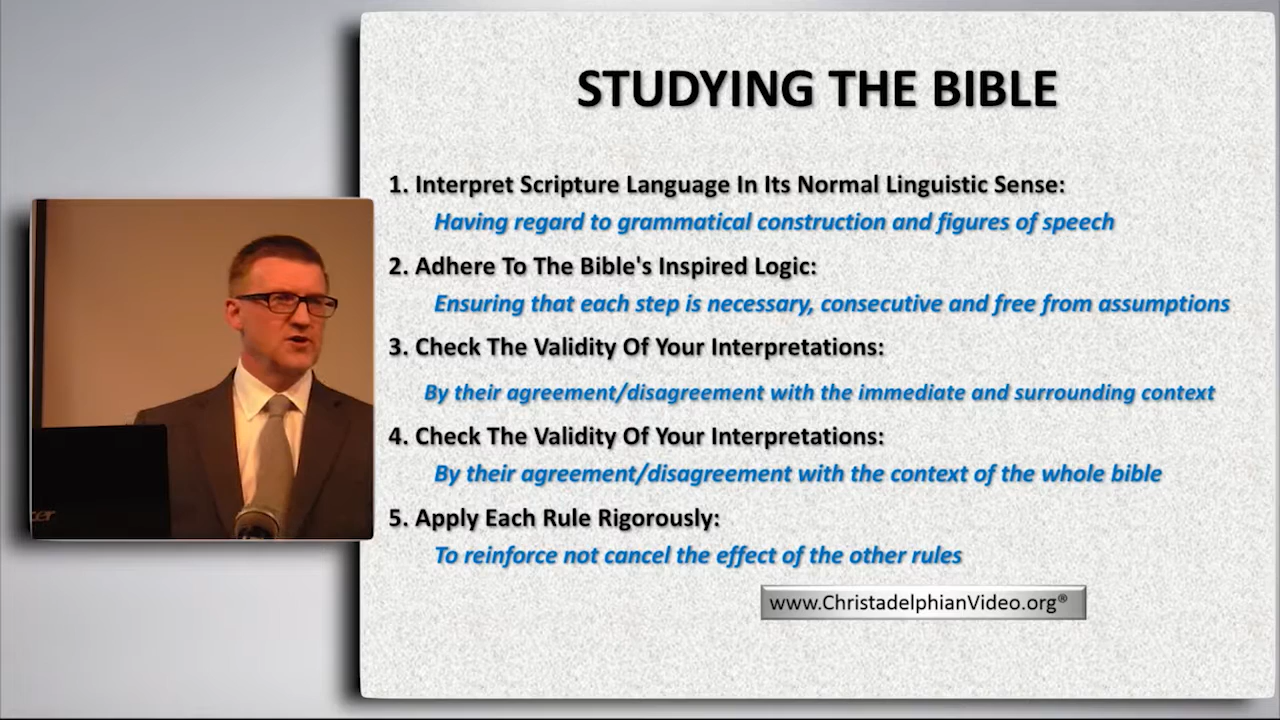 STUDYING THE BIBLE
1. Interpret Scripture Language In Its Normal Linguistic Sense:
Having regard to grammatical construction and figures of speech
2. Adhere To The Bible's Inspired Logic:
Ensuring that each step is necessary, consecutive and free from assumptions
3. Check The Validity Of Your Interpretations:
By their agreement/disagreement with the immediate and surrounding context
4. Check The Validity Of Your Interpretations:
By their agreement/disagreement with the context of the whole bible
5. Apply Each Rule Rigorously:
To reinforce not cancel the effect of the other rules
www.ChristadelphianVideo.org®